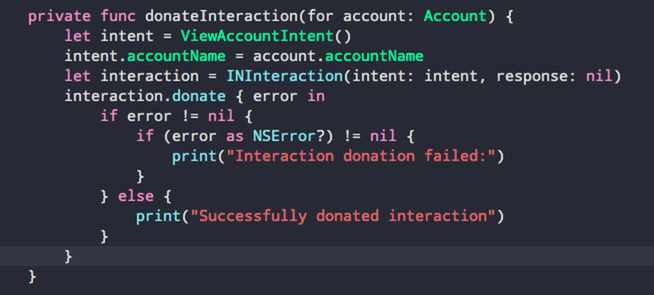 private func donateInteraction(for account: Account) {
    let intent = ViewAccountIntent()
    intent.accountName = account.accountName
    let interaction = INInteraction(intent: intent, response: nil)
    interaction.donate { error in
        if error != nil {
            if (error as NSError?) != nil {
                print("Interaction donation failed:")
            }
        } else {
            print("Successfully donated interaction")
        }
    }
}